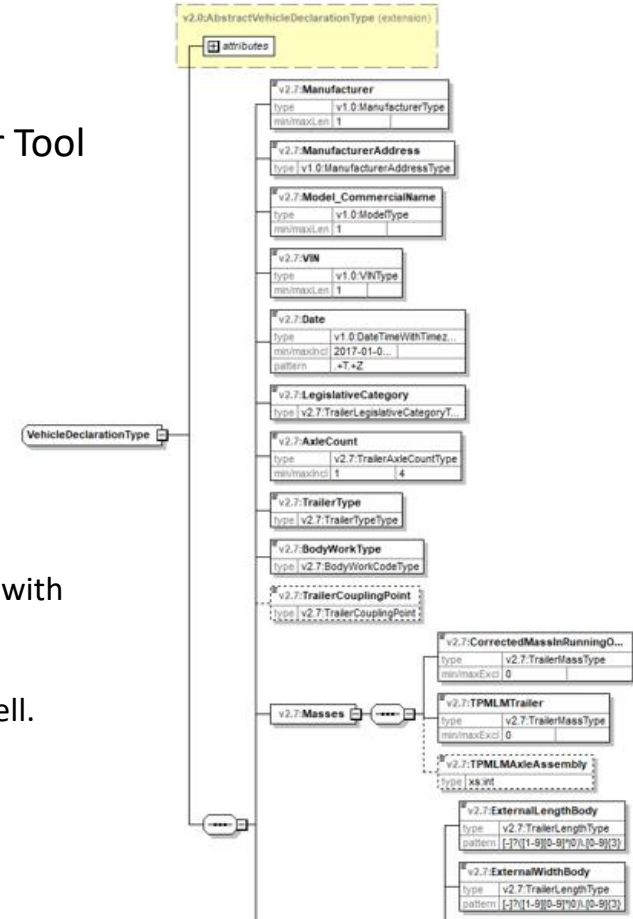 v2.0:AbstractVehicleDeclarationType (extension)
attributes
r Tool
v2.7:Manufacturer
type v1.0:ManufacturerType
min/maxLen 1
v2.7:ManufacturerAddress
type v1.0:ManufacturerAddressType
v2.7:Model_CommercialName
type v1.0:ModelType
min/maxLen 1
v2.7:VIN
type v1.0:VINType
min/maxLen 1
v2.7:Date
type v1.0:DateTimeWithTimez...
min/maxIncl 2017-01-0...
pattern .+T.+Z
v2.7:LegislativeCategory
type v2.7:TrailerLegislativeCategoryT...
VehicleDeclarationType
v2.7:AxleCount
type v2.7:TrailerAxleCountType
min/maxIncl 1 4
v2.7:TrailerType
type v2.7:TrailerTypeType
v2.7:BodyWorkType
type v2.7:BodyWorkCodeType
with
v2.7:TrailerCouplingPoint
type v2.7:TrailerCouplingPoint
v2.7:CorrectedMassInRunningO...
type v2.7:TrailerMassType
min/maxExcl 0
ell.
v2.7:Masses
v2.7:TPMLMTrailer
type v2.7:TrailerMassType
min/maxExcl 0
v2.7:TPMLMAxleAssembly
type xs:int
v2.7:ExternalLengthBody
type v2.7:TrailerLengthType
pattern [-]?([1-9][0-9]*|0)\.[0-9]{3}
v2.7:ExternalWidthBody
type v2.7:TrailerLengthType
pattern [-]?([1-9][0-9]*|0)\.[0-9]{3}